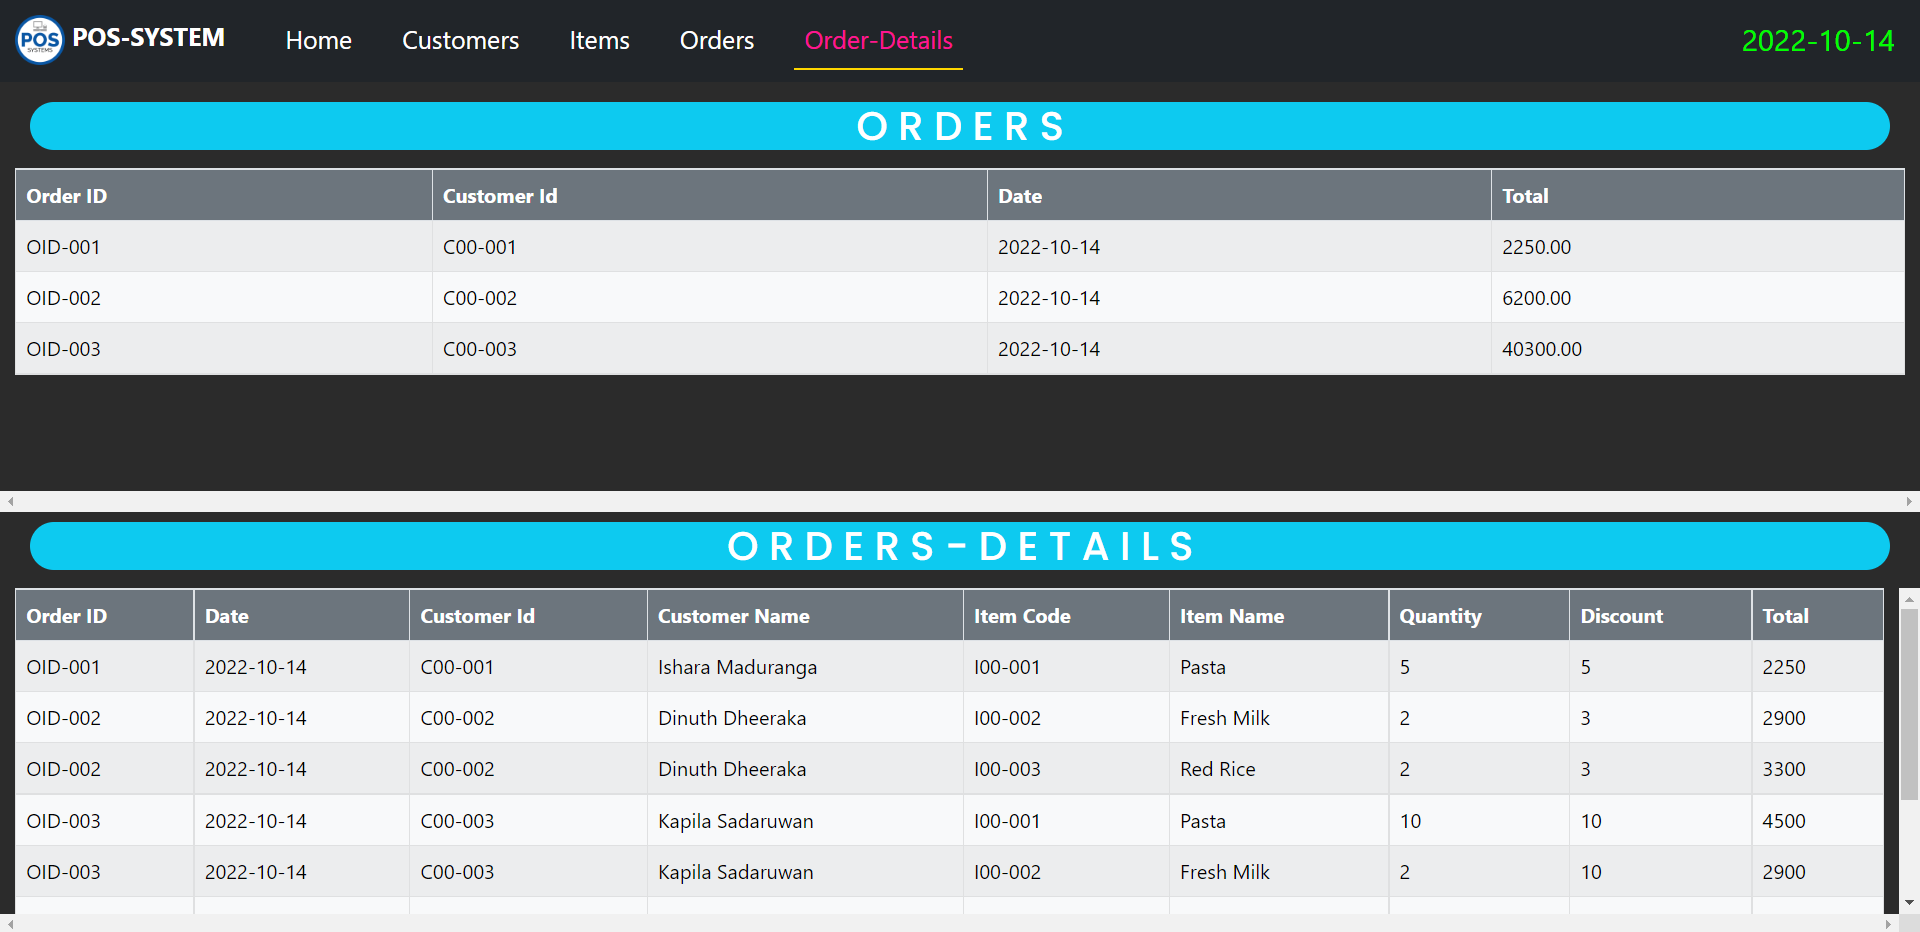 POS SYSTEMS POS-SYSTEM Home Customers Items Orders Order-Details 2022-10-14
ORDERS
Order ID Customer Id Date Total
OID-001 C00-001 2022-10-14 2250.00
OID-002 C00-002 2022-10-14 6200.00
OID-003 C00-003 2022-10-14 40300.00
ORDERS-DETAILS
Order ID Date Customer Id Customer Name Item Code Item Name Quantity Discount Total
OID-001 2022-10-14 C00-001 Ishara Maduranga I00-001 Pasta 5 5 2250
OID-002 2022-10-14 C00-002 Dinuth Dheeraka I00-002 Fresh Milk 2 3 2900
OID-002 2022-10-14 C00-002 Dinuth Dheeraka I00-003 Red Rice 2 3 3300
OID-003 2022-10-14 C00-003 Kapila Sadaruwan I00-001 Pasta 10 10 4500
OID-003 2022-10-14 C00-003 Kapila Sadaruwan I00-002 Fresh Milk 2 10 2900